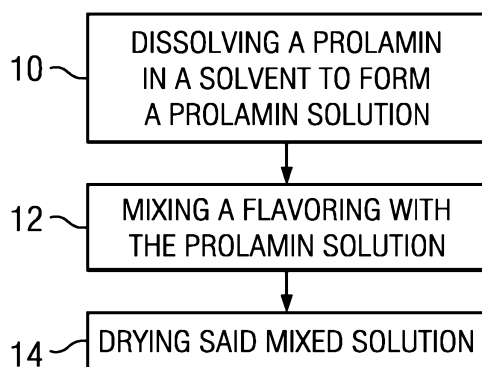 10
DISSOLVING A PROLAMIN
IN A SOLVENT TO FORM
A PROLAMIN SOLUTION
12
MIXING A FLAVORING WITH
THE PROLAMIN SOLUTION
14
DRYING SAID MIXED SOLUTION